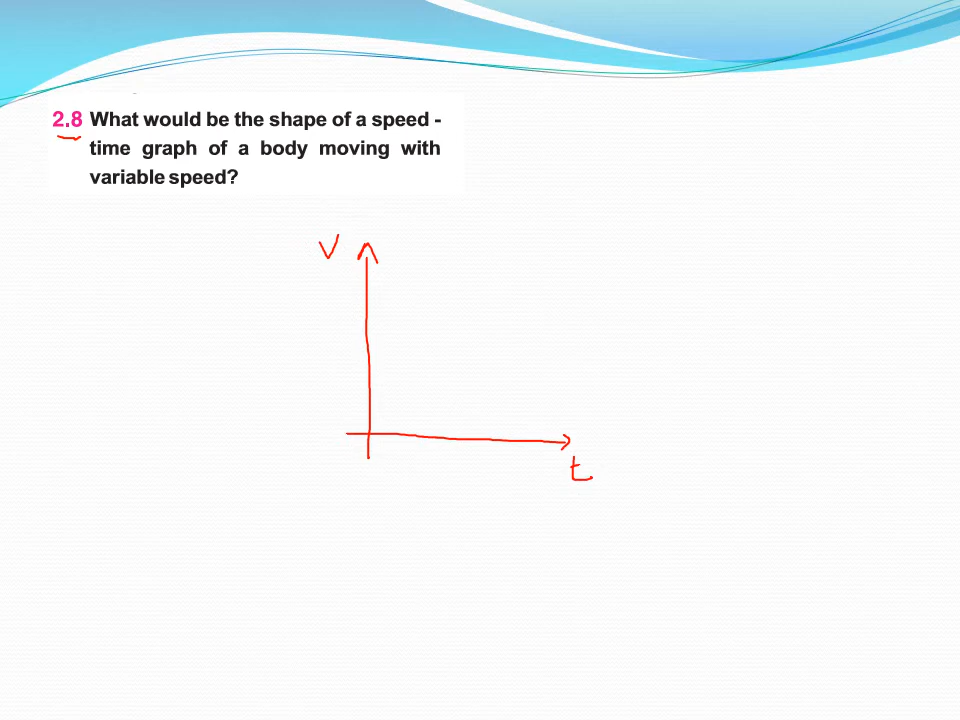 2.8 What would be the shape of a speed -
time graph of a body moving with
variable speed?
V
t